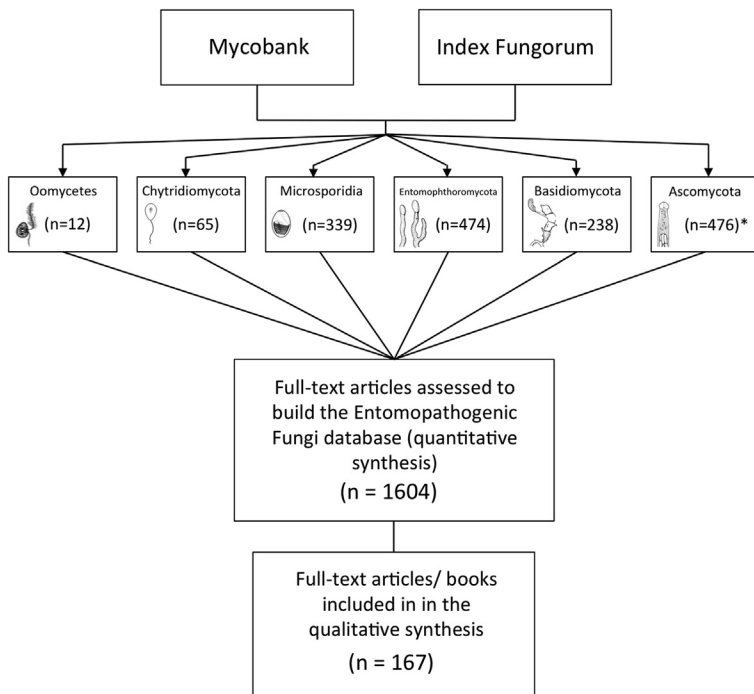 Mycobank
Index Fungorum
Oomycetes
(n=12)
Chytridiomycota
(n=65)
Microsporidia
(n=339)
Entomophthoromycota
(n=474)
Basidiomycota
(n=238)
Ascomycota
(n=476)*
Full-text articles assessed to
build the Entomopathogenic
Fungi database (quantitative
synthesis)
(n = 1604)
Full-text articles/ books
included in in the
qualitative synthesis
(n = 167)